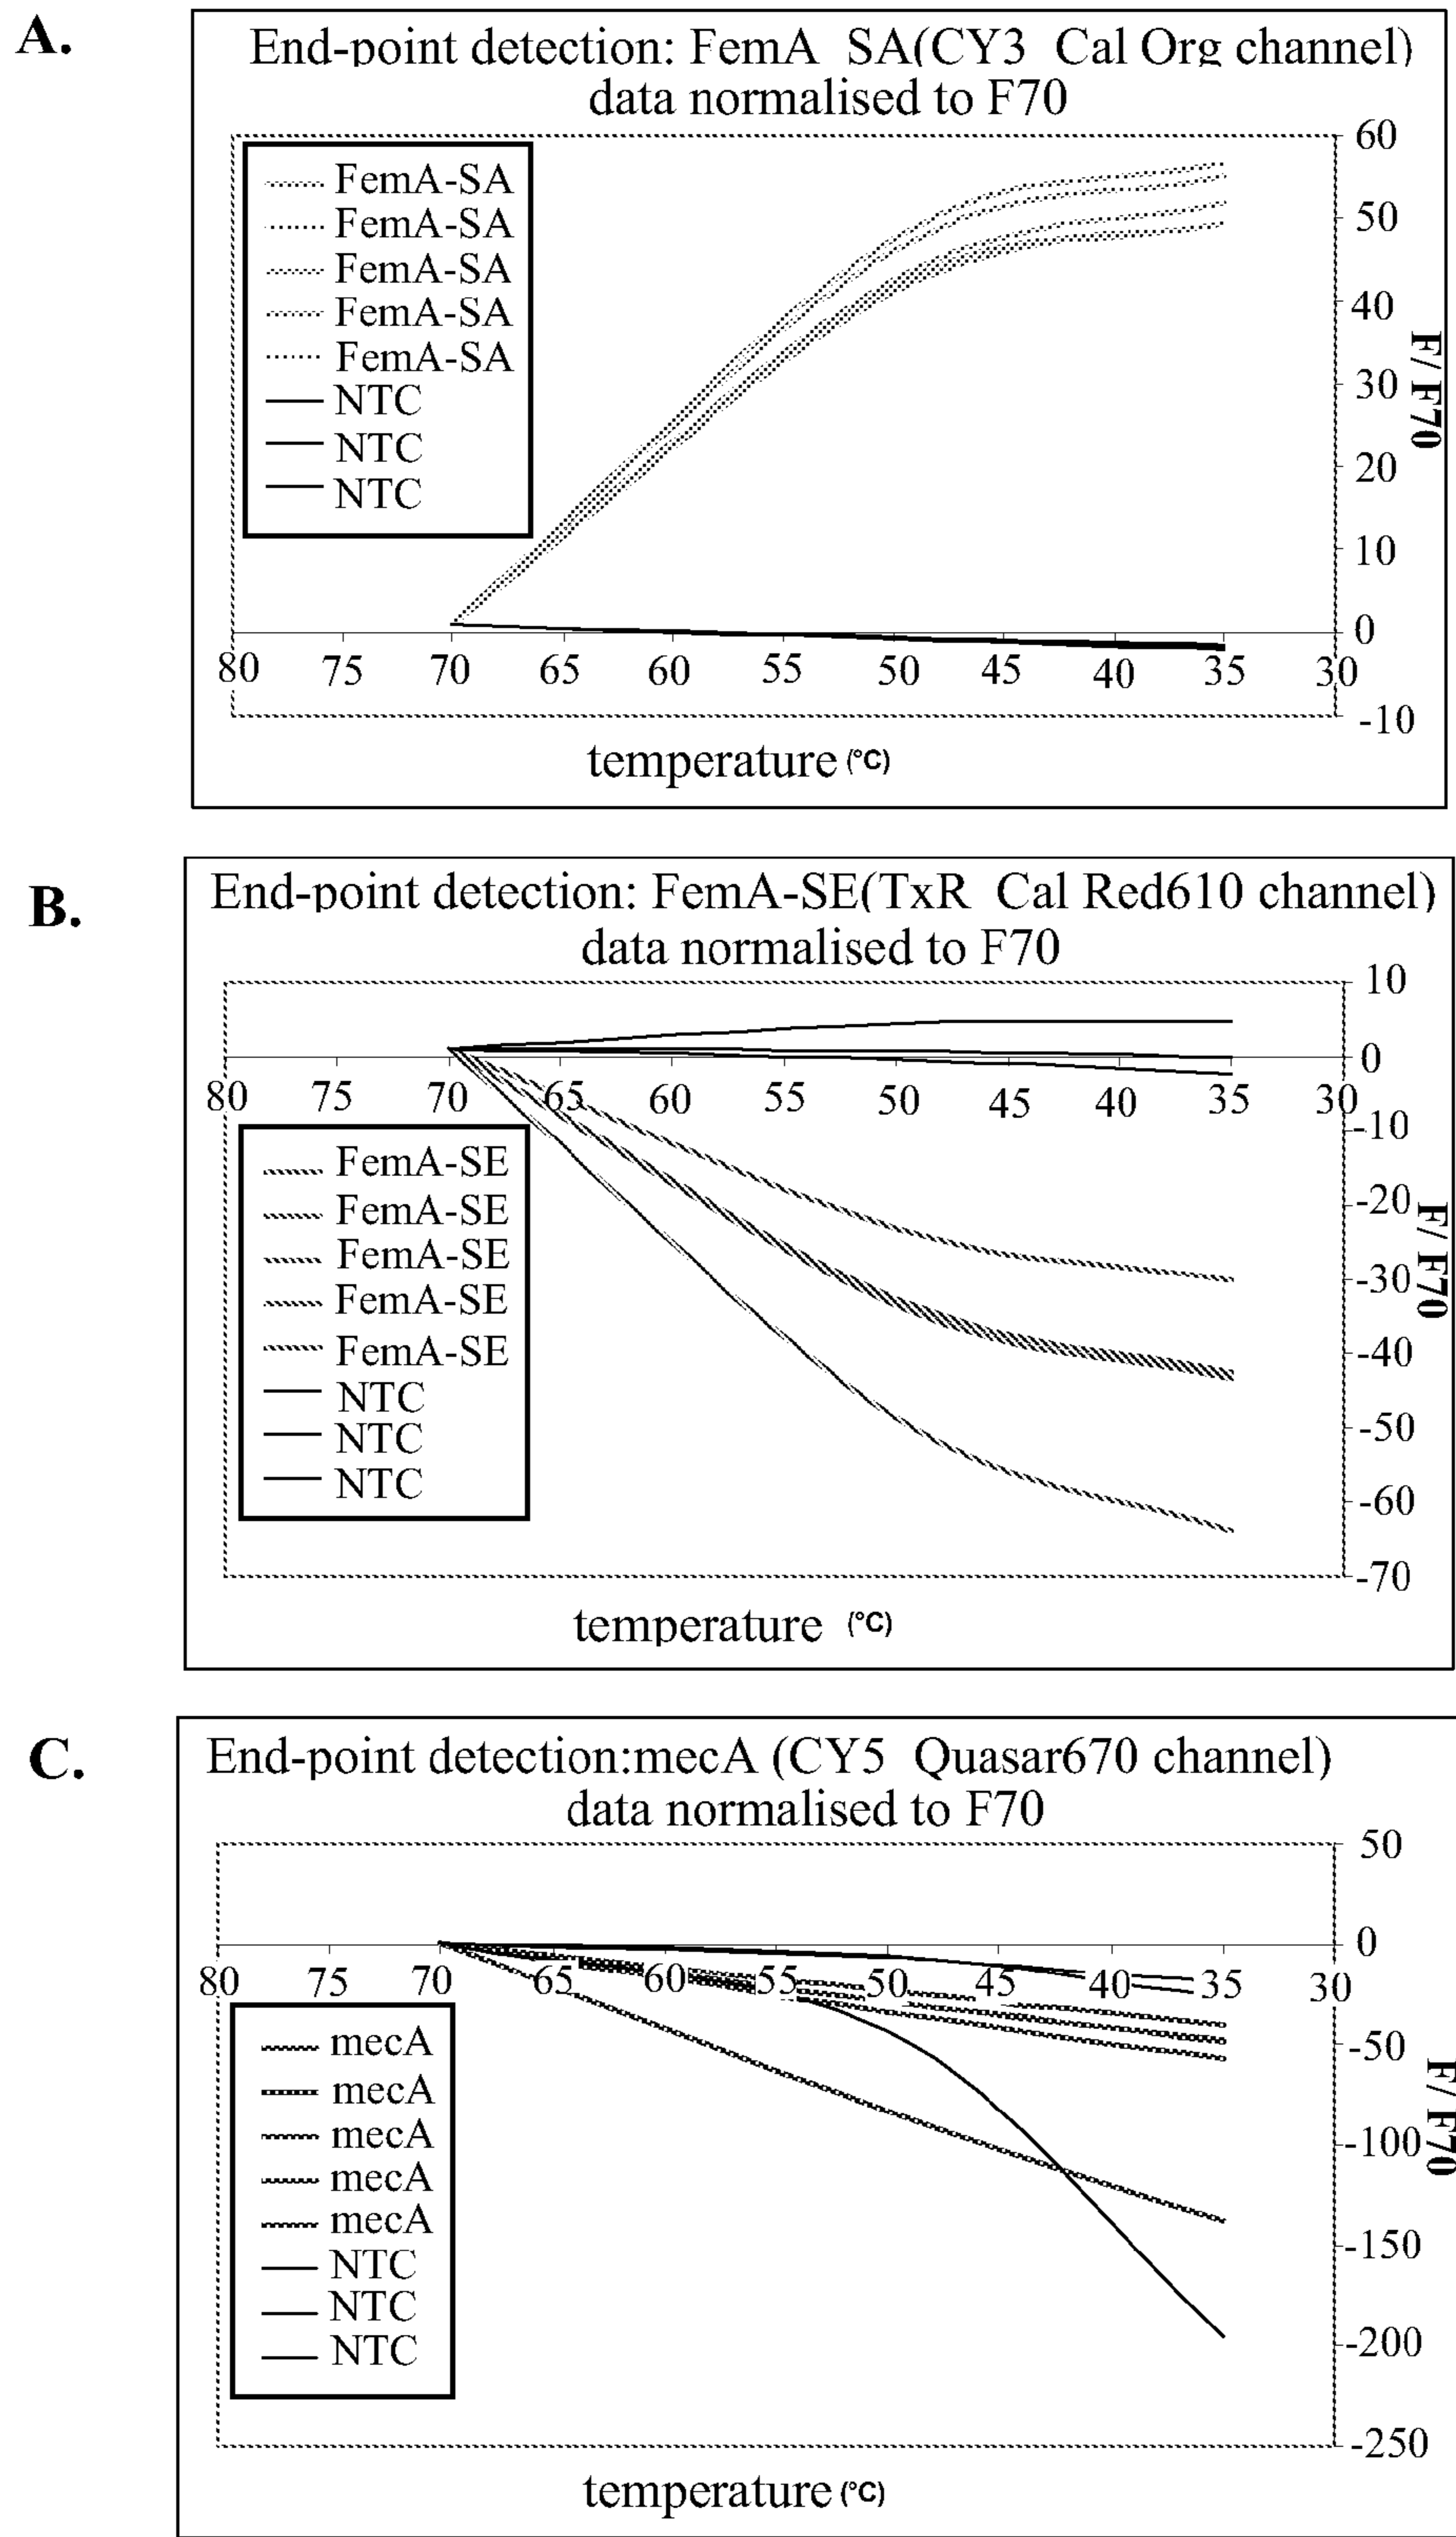 A.
End-point detection: FemA SA(CY3 Cal Org channel)
data normalised to F70
FemA-SA
FemA-SA
FemA-SA
FemA-SA
FemA-SA
NTC
NTC
NTC
60
50
40
30
20
10
0
-10
F/ F70
80 75 70 65 60 55 50 45 40 35 30
temperature (°C)
B.
End-point detection: FemA-SE(TxR Cal Red610 channel)
data normalised to F70
10
0
-10
-20
-30
-40
-50
-60
-70
F/ F70
80 75 70 65 60 55 50 45 40 35 30
FemA-SE
FemA-SE
FemA-SE
FemA-SE
FemA-SE
NTC
NTC
NTC
temperature (°C)
C.
End-point detection:mecA (CY5 Quasar670 channel)
data normalised to F70
50
0
-50
-100
-150
-200
-250
F/ F70
80 75 70 65 60 55 50 45 40 35 30
mecA
mecA
mecA
mecA
mecA
NTC
NTC
NTC
temperature (°C)